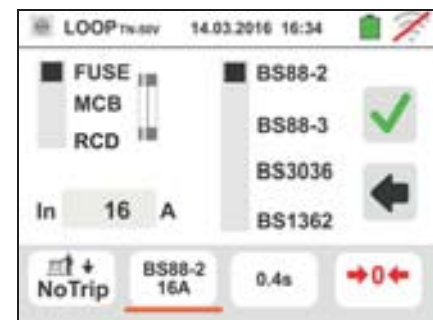 LOOP TN-50V 14.03.2016 16:34
FUSE
MCB
RCD
In 16 A
BS88-2
BS88-3
BS3036
BS1362
NoTrip
BS88-2
16A
0.4s
→0←